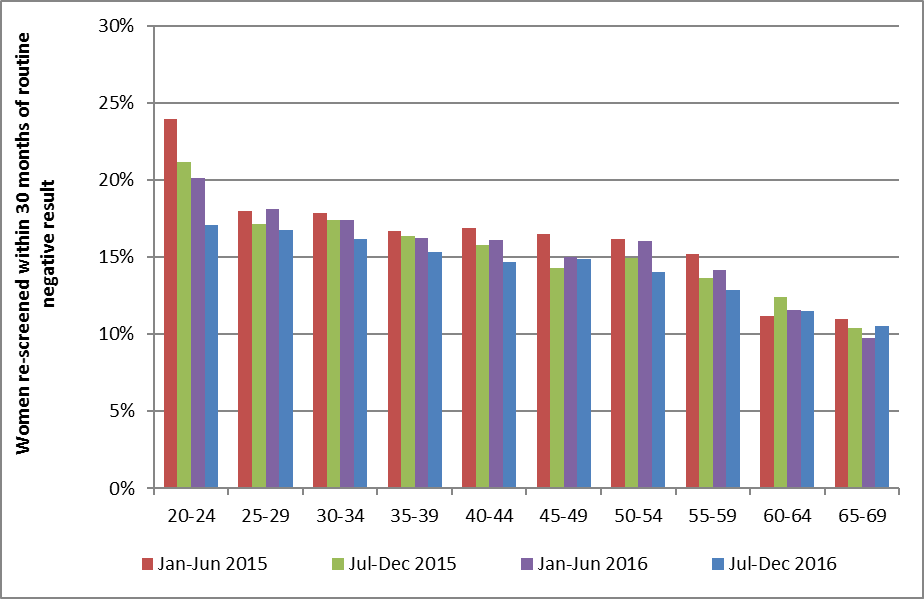 Women re-screened within 30 months of routine
negative result
30%
25%
20%
15%
10%
5%
0%
20-24 25-29 30-34 35-39 40-44 45-49 50-54 55-59 60-64 65-69
Jan-Jun 2015 Jul-Dec 2015 Jan-Jun 2016 Jul-Dec 2016